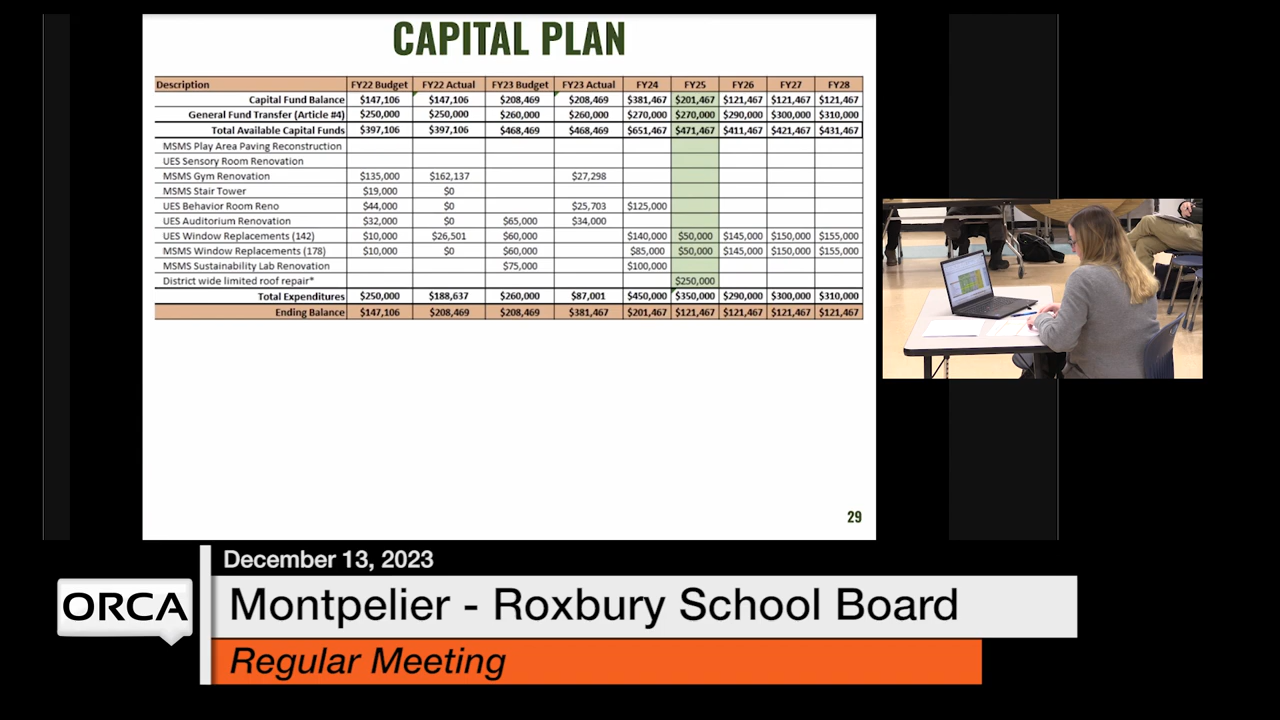 CAPITAL PLAN
Description FY22 Budget FY22 Actual FY23 Budget FY23 Actual FY24 FY25 FY26 FY27 FY28
Capital Fund Balance $147,106 $147,106 $208,469 $208,469 $381,467 $201,467 $121,467 $121,467 $121,467
General Fund Transfer (Article #4) $250,000 $250,000 $260,000 $260,000 $270,000 $270,000 $290,000 $300,000 $310,000
Total Available Capital Funds $397,106 $397,106 $468,469 $468,469 $651,467 $471,467 $411,467 $421,467 $431,467
MSMS Play Area Paving Reconstruction
UES Sensory Room Renovation
MSMS Gym Renovation $135,000 $162,137 $27,298
MSMS Stair Tower $19,000 $0
UES Behavior Room Reno $44,000 $0 $25,703 $125,000
UES Auditorium Renovation $32,000 $0 $65,000 $34,000
UES Window Replacements (142) $10,000 $26,501 $60,000 $140,000 $50,000 $145,000 $150,000 $155,000
MSMS Window Replacements (178) $10,000 $0 $60,000 $85,000 $50,000 $145,000 $150,000 $155,000
MSMS Sustainability Lab Renovation $75,000 $100,000
District wide limited roof repair* $250,000
Total Expenditures $250,000 $188,637 $260,000 $87,001 $450,000 $350,000 $290,000 $300,000 $310,000
Ending Balance $147,106 $208,469 $208,469 $381,467 $201,467 $121,467 $121,467 $121,467 $121,467
29
December 13, 2023
ORCA
Montpelier - Roxbury School Board
Regular Meeting